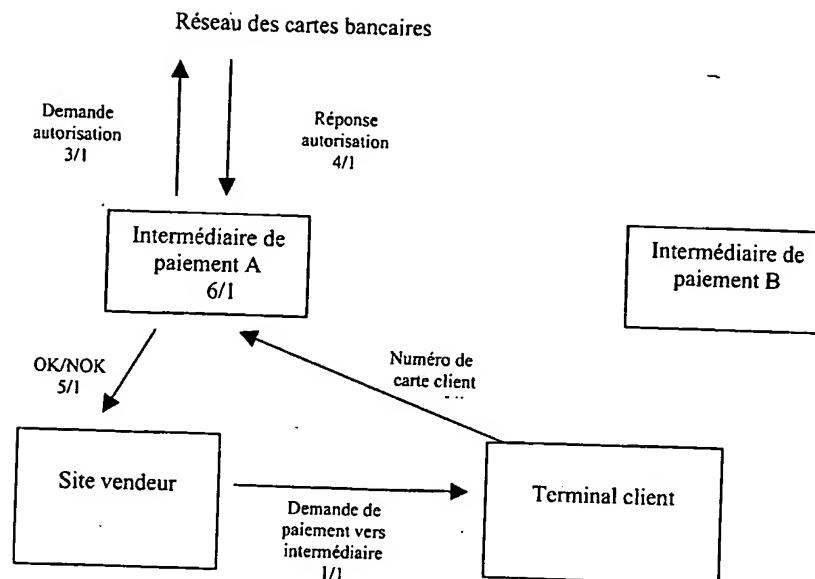 Réseau des cartes bancaires
Demande
autorisation
3/1
Réponse
autorisation
4/1
Intermédiaire de
paiement A
6/1
Intermédiaire de
paiement B
OK/NOK
5/1
Numéro de
carte client
Site vendeur
Terminal client
Demande de
paiement vers
intermédiaire
1/1